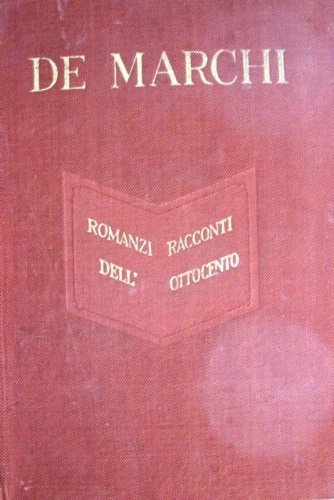 DE MARCHI
ROMANZI RACCONTI
DELL' OTTOCENTO